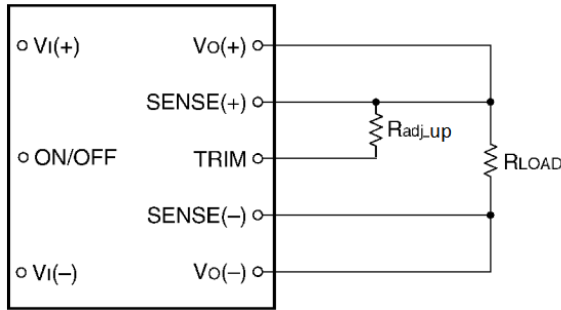 VI(+) VO(+)
SENSE(+)
Radj_up
ON/OFF TRIM
RLOAD
SENSE(–)
VI(–) VO(–)